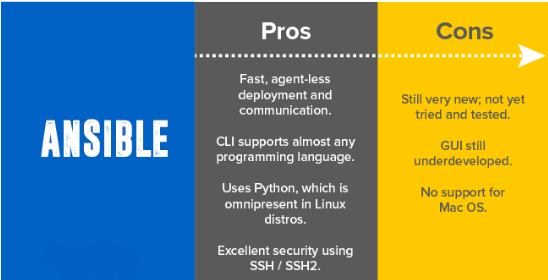 ANSIBLE
Pros
Fast, agent-less
deployment and
communication.
CLI supports almost any
programming language.
Uses Python, which is
omnipresent in Linux
distros.
Excellent security using
SSH / SSH2.
Cons
Still very new; not yet
tried and tested.
GUI still
underdeveloped.
No support for
Mac OS.